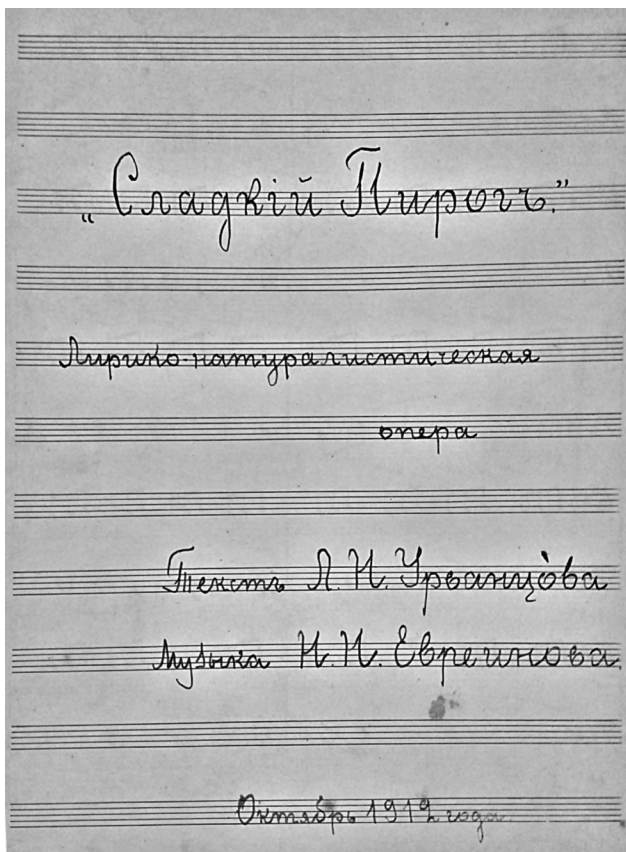 „Сладкій Пирогъ.”
Лирико-натуралистическая
опера
Текстъ Л. Н. Урванцова
Музыка Н. Н. Евреинова.
Октябрь 1912 года